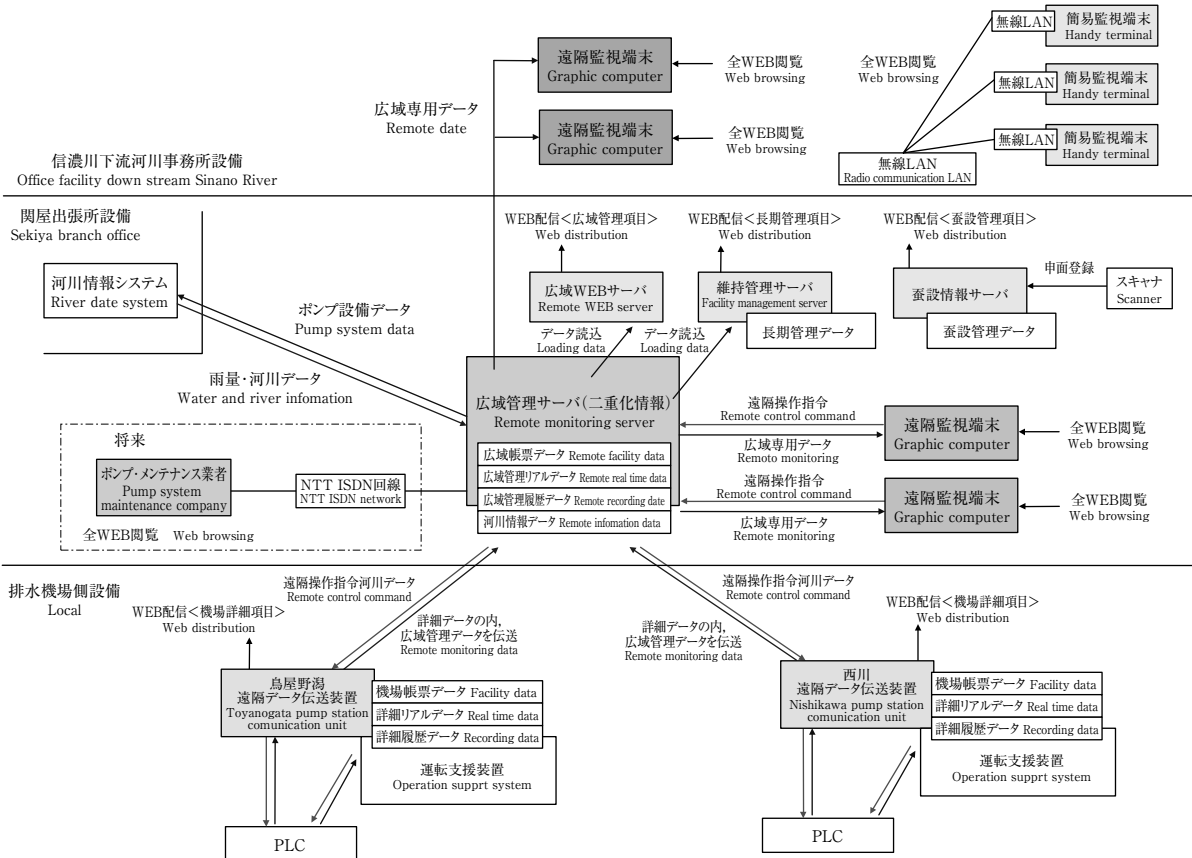 遠隔監視端末
Graphic computer
全WEB閲覧
Web browsing
遠隔監視端末
Graphic computer
全WEB閲覧
Web browsing
広域専用データ
Remote date
全WEB閲覧
Web browsing
無線LAN
簡易監視端末
Handy terminal
無線LAN
簡易監視端末
Handy terminal
無線LAN
簡易監視端末
Handy terminal
無線LAN
Radio communication LAN
信濃川下流河川事務所設備
Office facility down stream Sinano River
関屋出張所設備
Sekiya branch office
河川情報システム
River date system
ポンプ設備データ
Pump system data
雨量・河川データ
Water and river infomation
WEB配信<広域管理項目>
Web distribution
WEB配信<長期管理項目>
Web distribution
WEB配信<蚕設管理項目>
Web distribution
広域WEBサーバ
Remote WEB server
維持管理サーバ
Facility management server
長期管理データ
蚕設情報サーバ
蚕設管理データ
申面登録
スキャナ
Scanner
データ読込
Loading data
データ読込
Loading data
広域管理サーバ(二重化情報)
Remote monitoring server
広域帳票データ Remote facility data
広域管理リアルデータ Remote real time data
広域管理履歴データ Remote recording date
河川情報データ Remote infomation data
遠隔操作指令
Remote control command
広域専用データ
Remoto monitoring
遠隔監視端末
Graphic computer
全WEB閲覧
Web browsing
遠隔操作指令
Remote control command
広域専用データ
Remote monitoring
遠隔監視端末
Graphic computer
全WEB閲覧
Web browsing
将来
ポンプ・メンテナンス業者
Pump system
maintenance company
NTT ISDN回線
NTT ISDN network
全WEB閲覧 Web browsing
排水機場側設備
Local
WEB配信<機場詳細項目>
Web distribution
遠隔操作指令河川データ
Remote control command
詳細データの内,
広域管理データを伝送
Remote monitoring data
鳥屋野潟
遠隔データ伝送装置
Toyanogata pump station
comunication unit
機場帳票データ Facility data
詳細リアルデータ Real time data
詳細履歴データ Recording data
運転支援装置
Operation supprt system
PLC
遠隔操作指令河川データ
Remote control command
詳細データの内,
広域管理データを伝送
Remote monitoring data
WEB配信<機場詳細項目>
Web distribution
西川
遠隔データ伝送装置
Nishikawa pump station
comunication unit
機場帳票データ Facility data
詳細リアルデータ Real time data
詳細履歴データ Recording data
運転支援装置
Operation supprt system
PLC